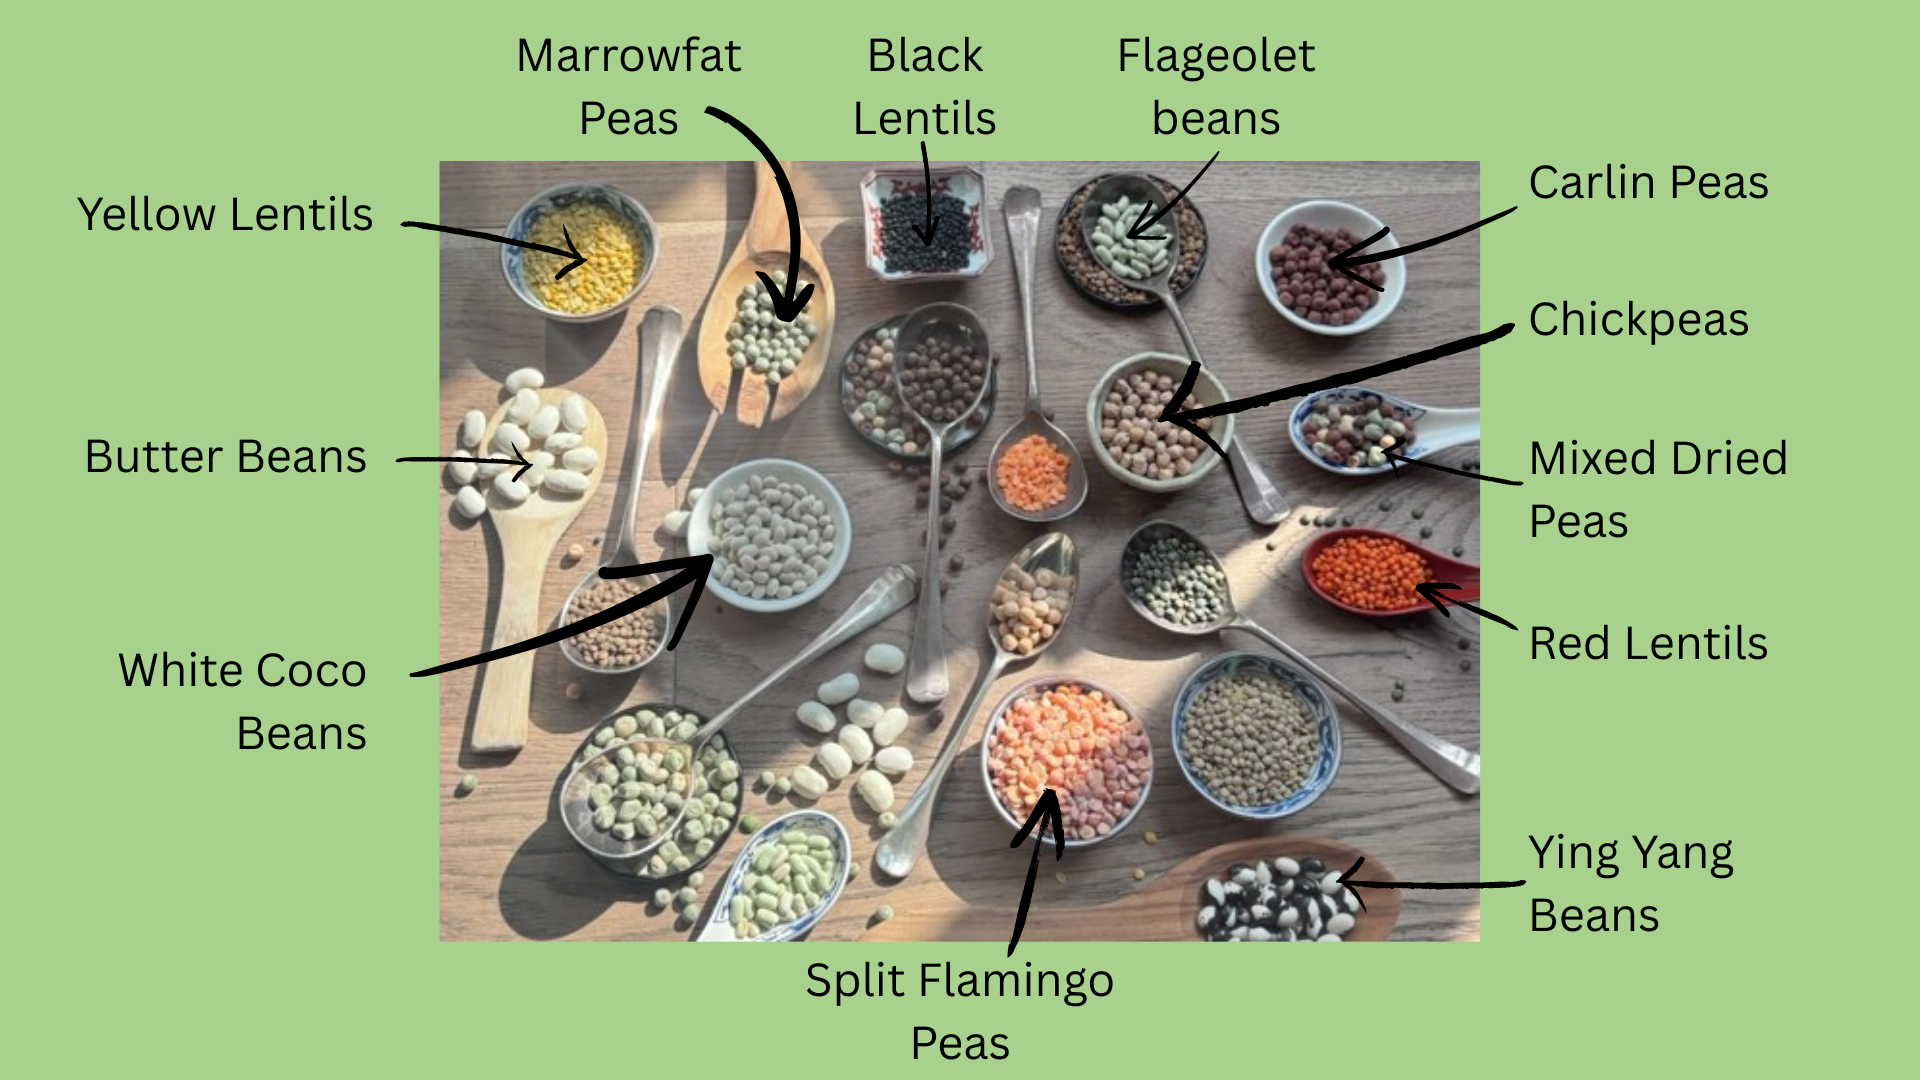 Marrowfat
Peas
Black
Lentils
Flageolet
beans
Yellow Lentils
Carlin Peas
Chickpeas
Butter Beans
Mixed Dried
Peas
White Coco
Beans
Red Lentils
Ying Yang
Beans
Split Flamingo
Peas